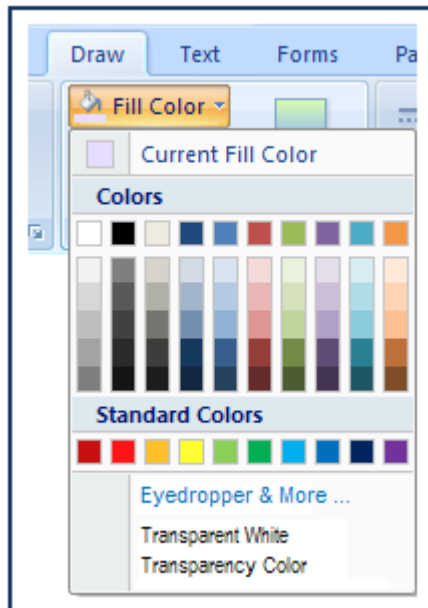 Draw Text Forms
Fill Color
Current Fill Color
Colors
Standard Colors
Eyedropper & More ...
Transparent White
Transparency Color